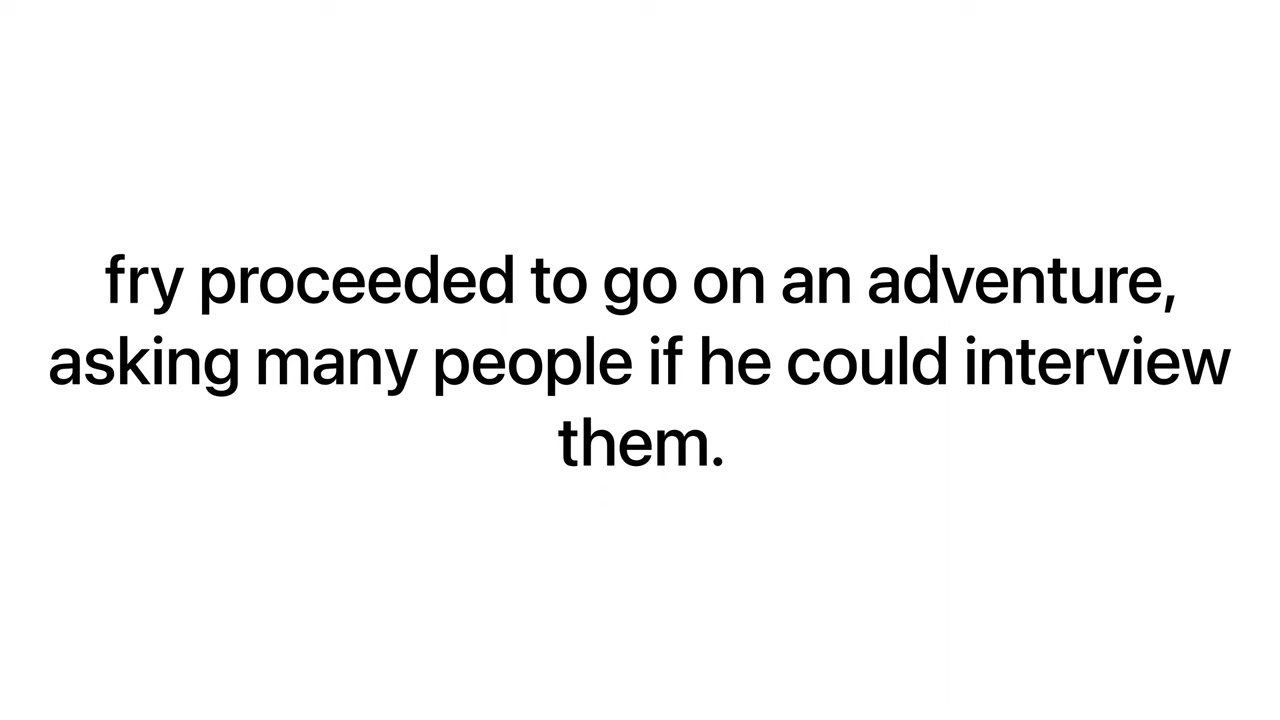 fry proceeded to go on an adventure,
asking many people if he could interview
them.